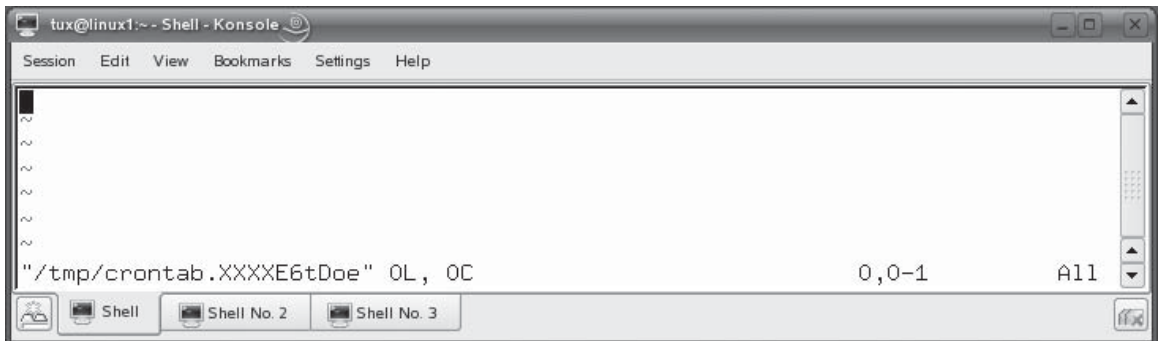 tux@linux1:~ - Shell - Konsole
Session Edit View Bookmarks Settings Help
~
~
~
~
~
~
"/tmp/crontab.XXXXE6tDoe" 0L, 0C 0,0-1 All
Shell Shell No. 2 Shell No. 3